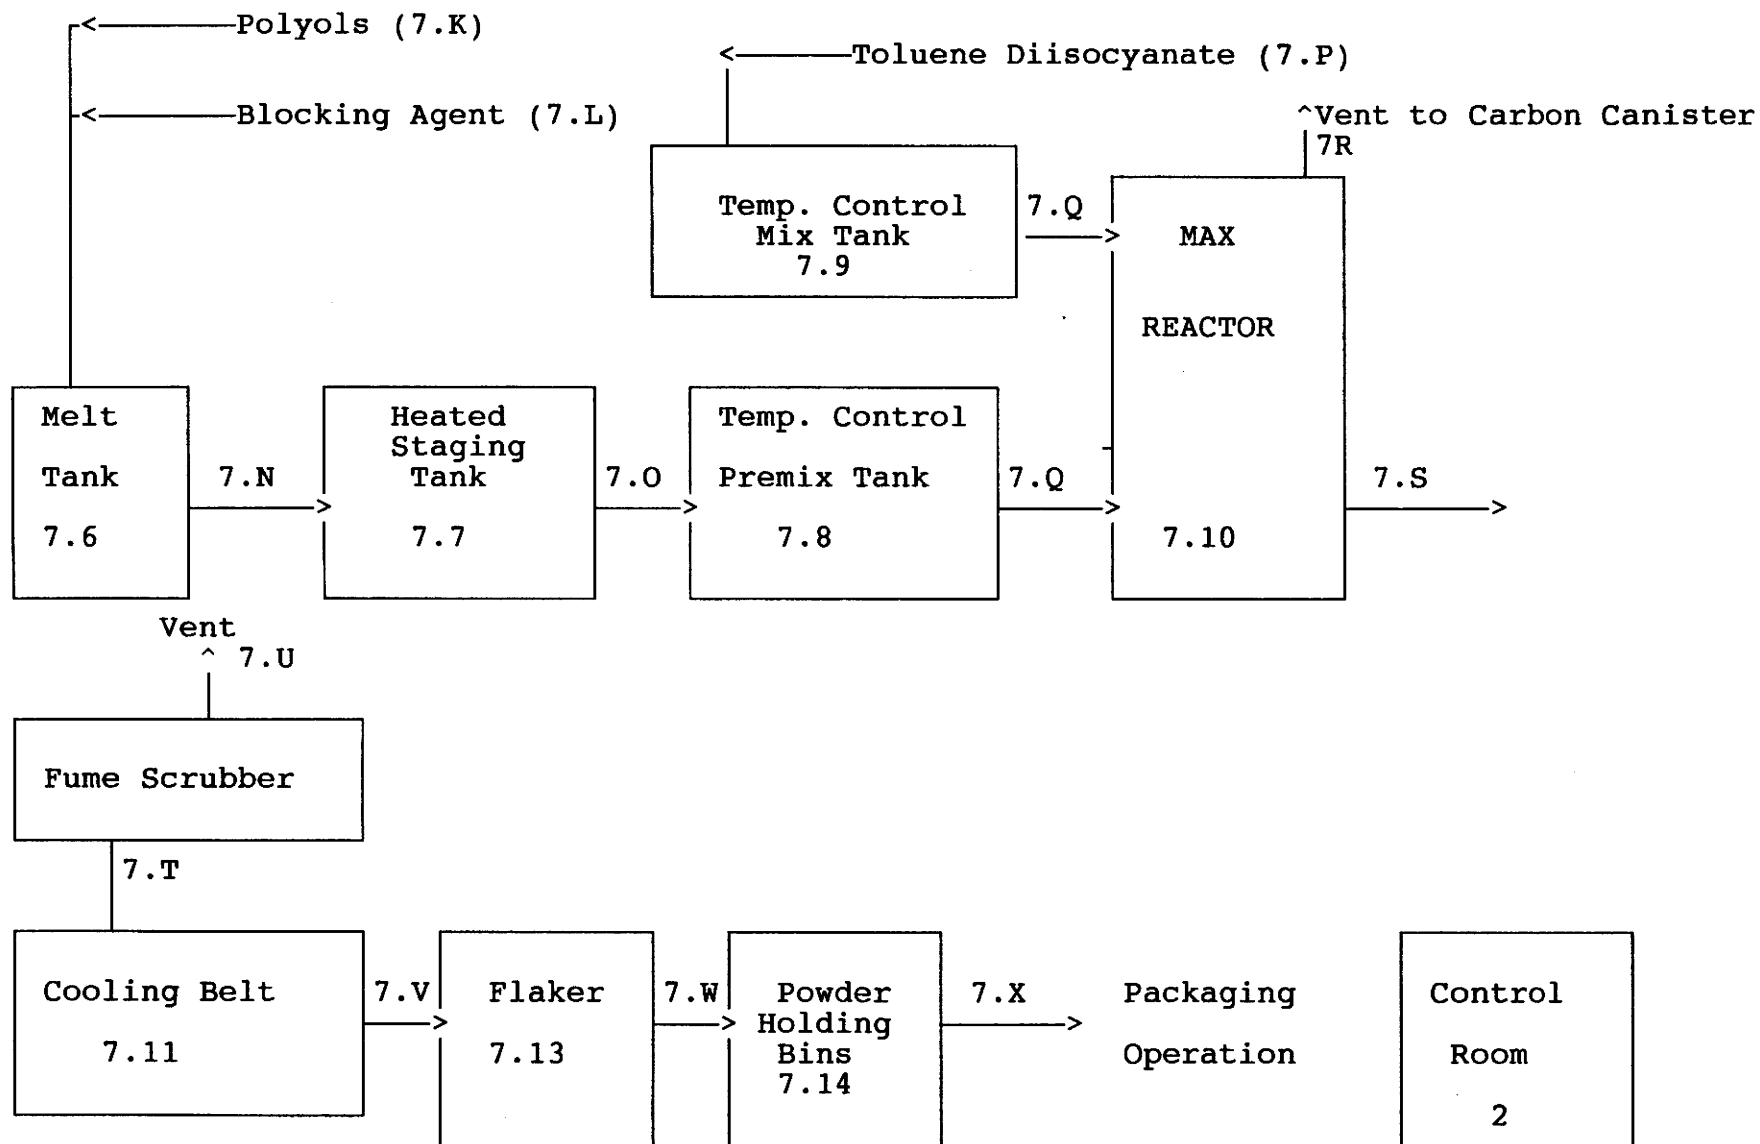 Polyols (7.K)
Toluene Diisocyanate (7.P)
Blocking Agent (7.L)
^Vent to Carbon Canister
7R
Temp. Control
Mix Tank
7.9
7.Q
MAX
REACTOR
7.10
Melt
Tank
7.6
7.N
Heated
Staging
Tank
7.7
7.O
Temp. Control
Premix Tank
7.8
7.Q
7.S
Vent
^ 7.U
Fume Scrubber
7.T
Cooling Belt
7.11
7.V
Flaker
7.13
7.W
Powder
Holding
Bins
7.14
7.X
Packaging
Operation
Control
Room
2